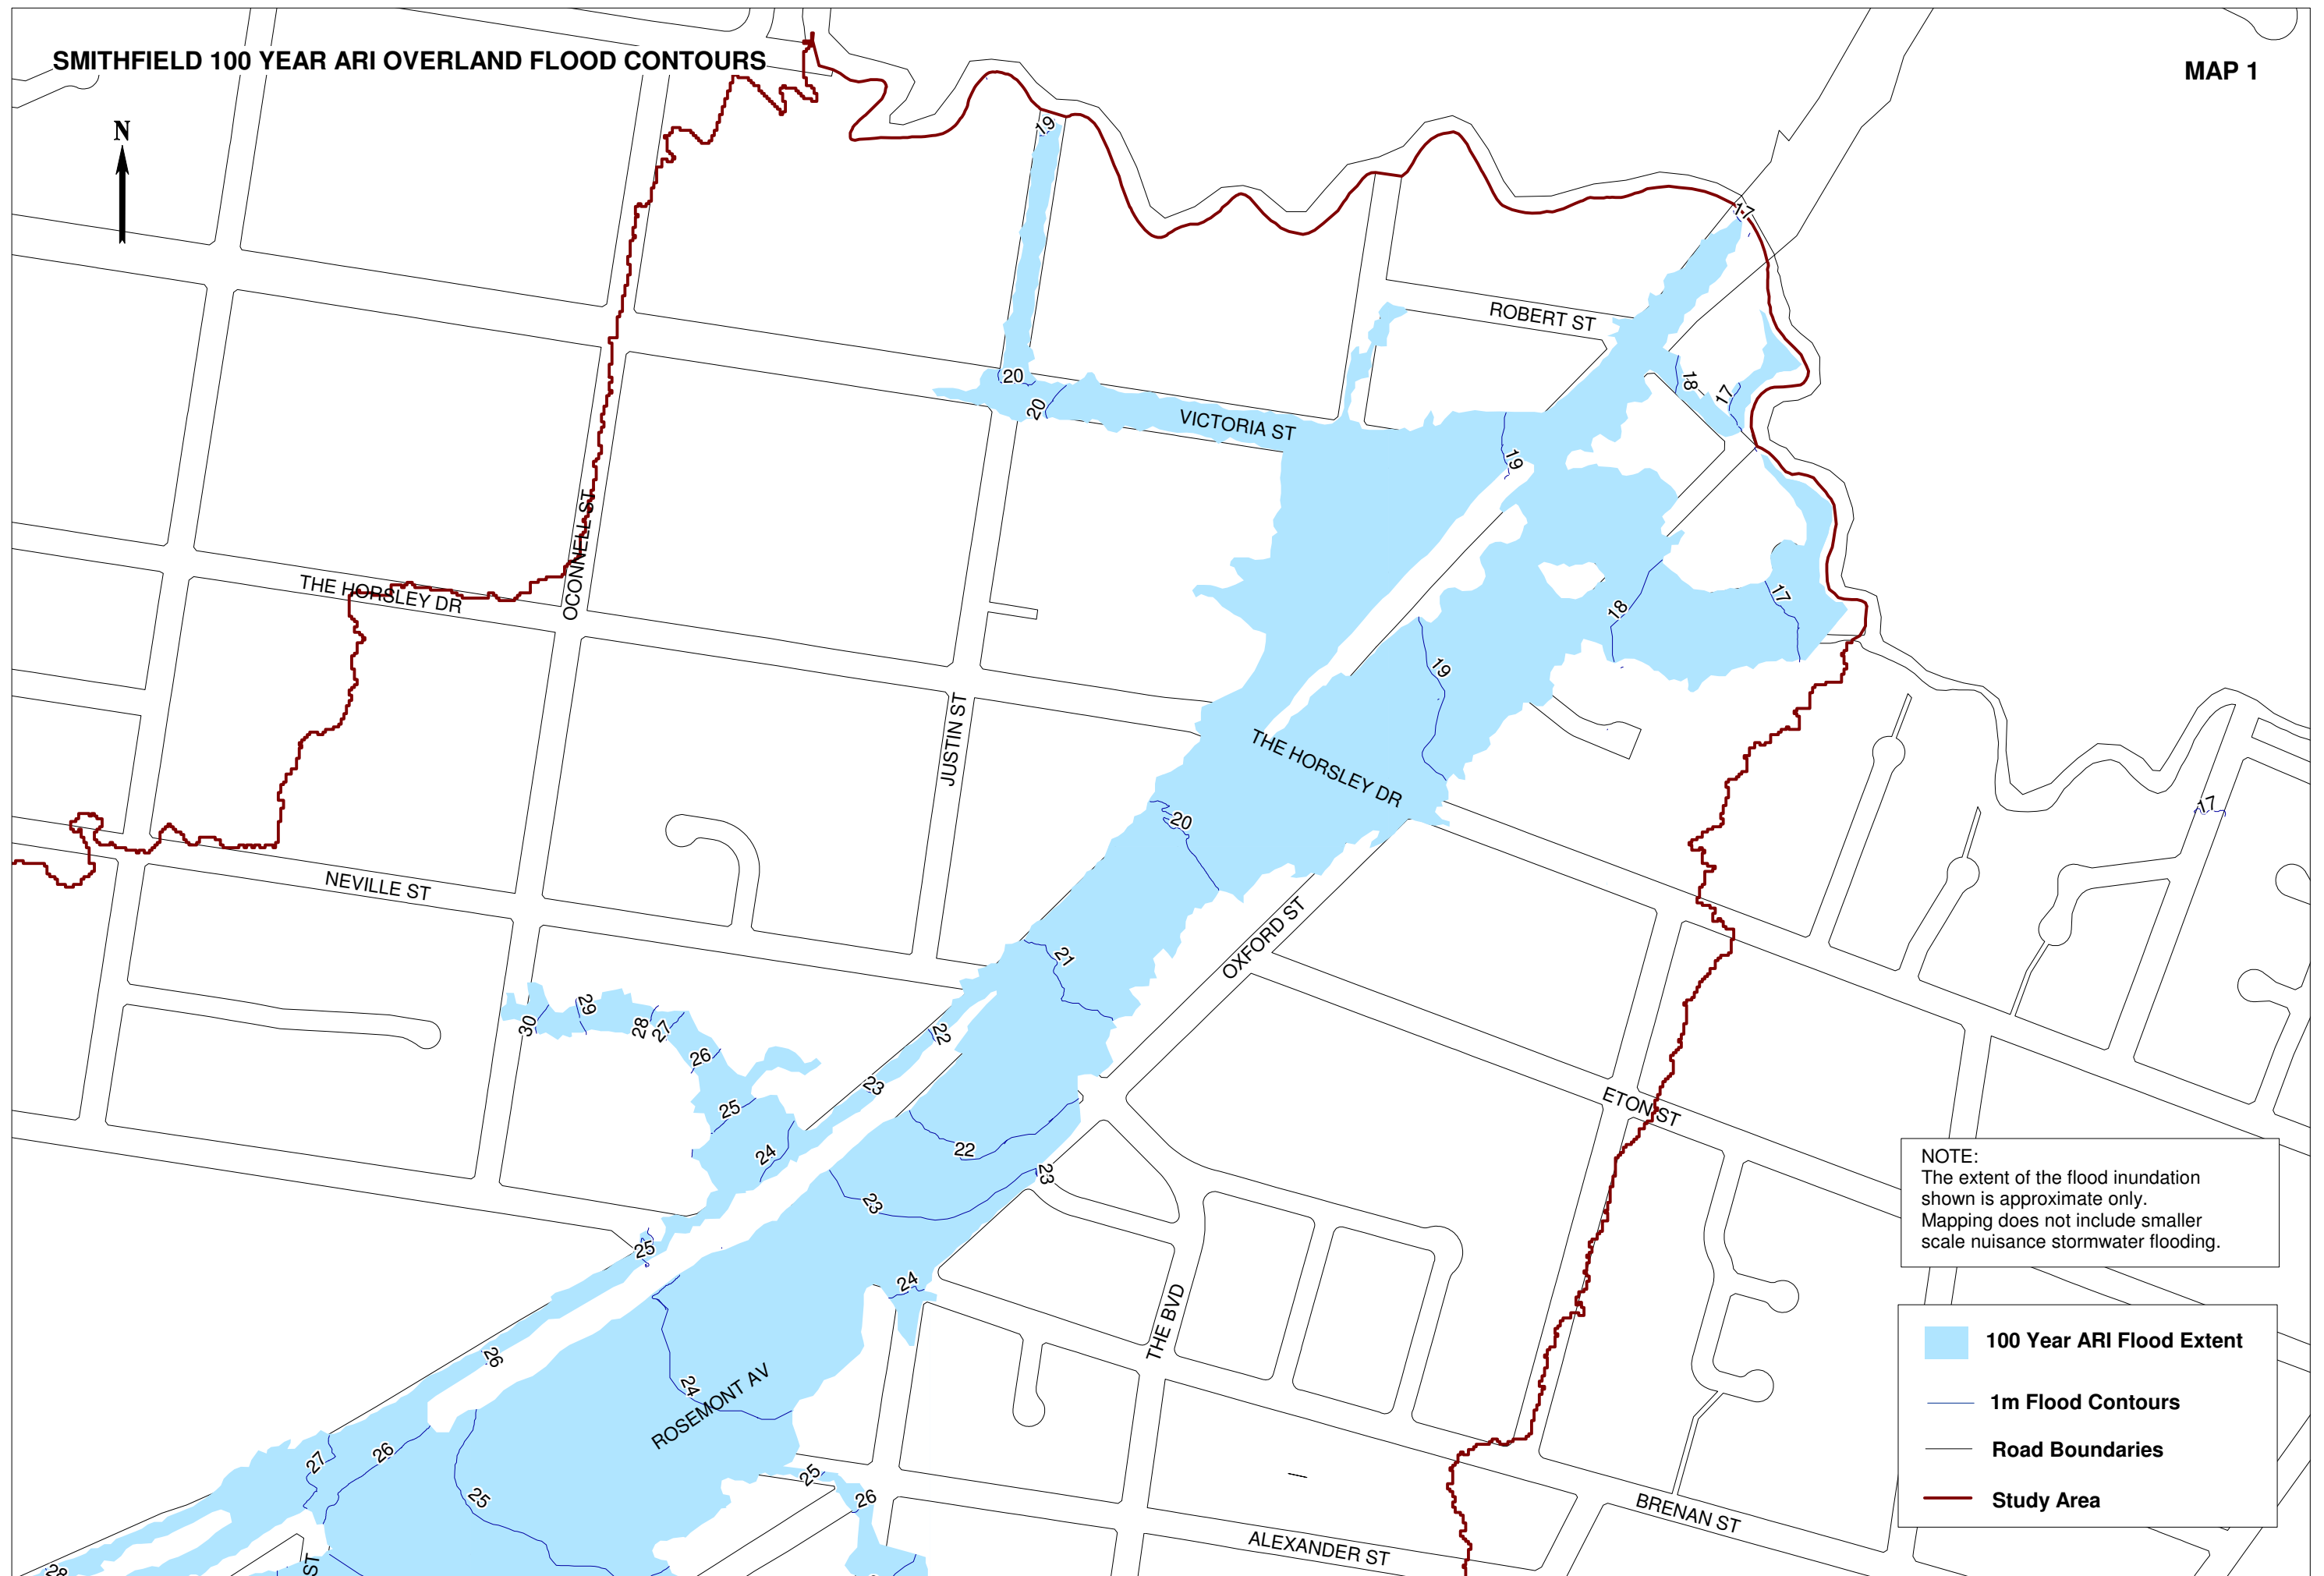 SMITHFIELD 100 YEAR ARI OVERLAND FLOOD CONTOURS
MAP 1
N
19
17
ROBERT ST
20
20
18
17
VICTORIA ST
19
OCONNELL ST
THE HORSLEY DR
17
18
19
JUSTIN ST
THE HORSLEY DR
17
20
NEVILLE ST
OXFORD ST
21
29
30
28
27
22
26
23
25
ETON ST
22
24
NOTE:
The extent of the flood inundation
shown is approximate only.
Mapping does not include smaller
scale nuisance stormwater flooding.
23
23
25
24
THE BVD
26
24
ROSEMONT AV
100 Year ARI Flood Extent
1m Flood Contours
Road Boundaries
Study Area
27
26
25
25
26
BRENAN ST
ALEXANDER ST
28
ST